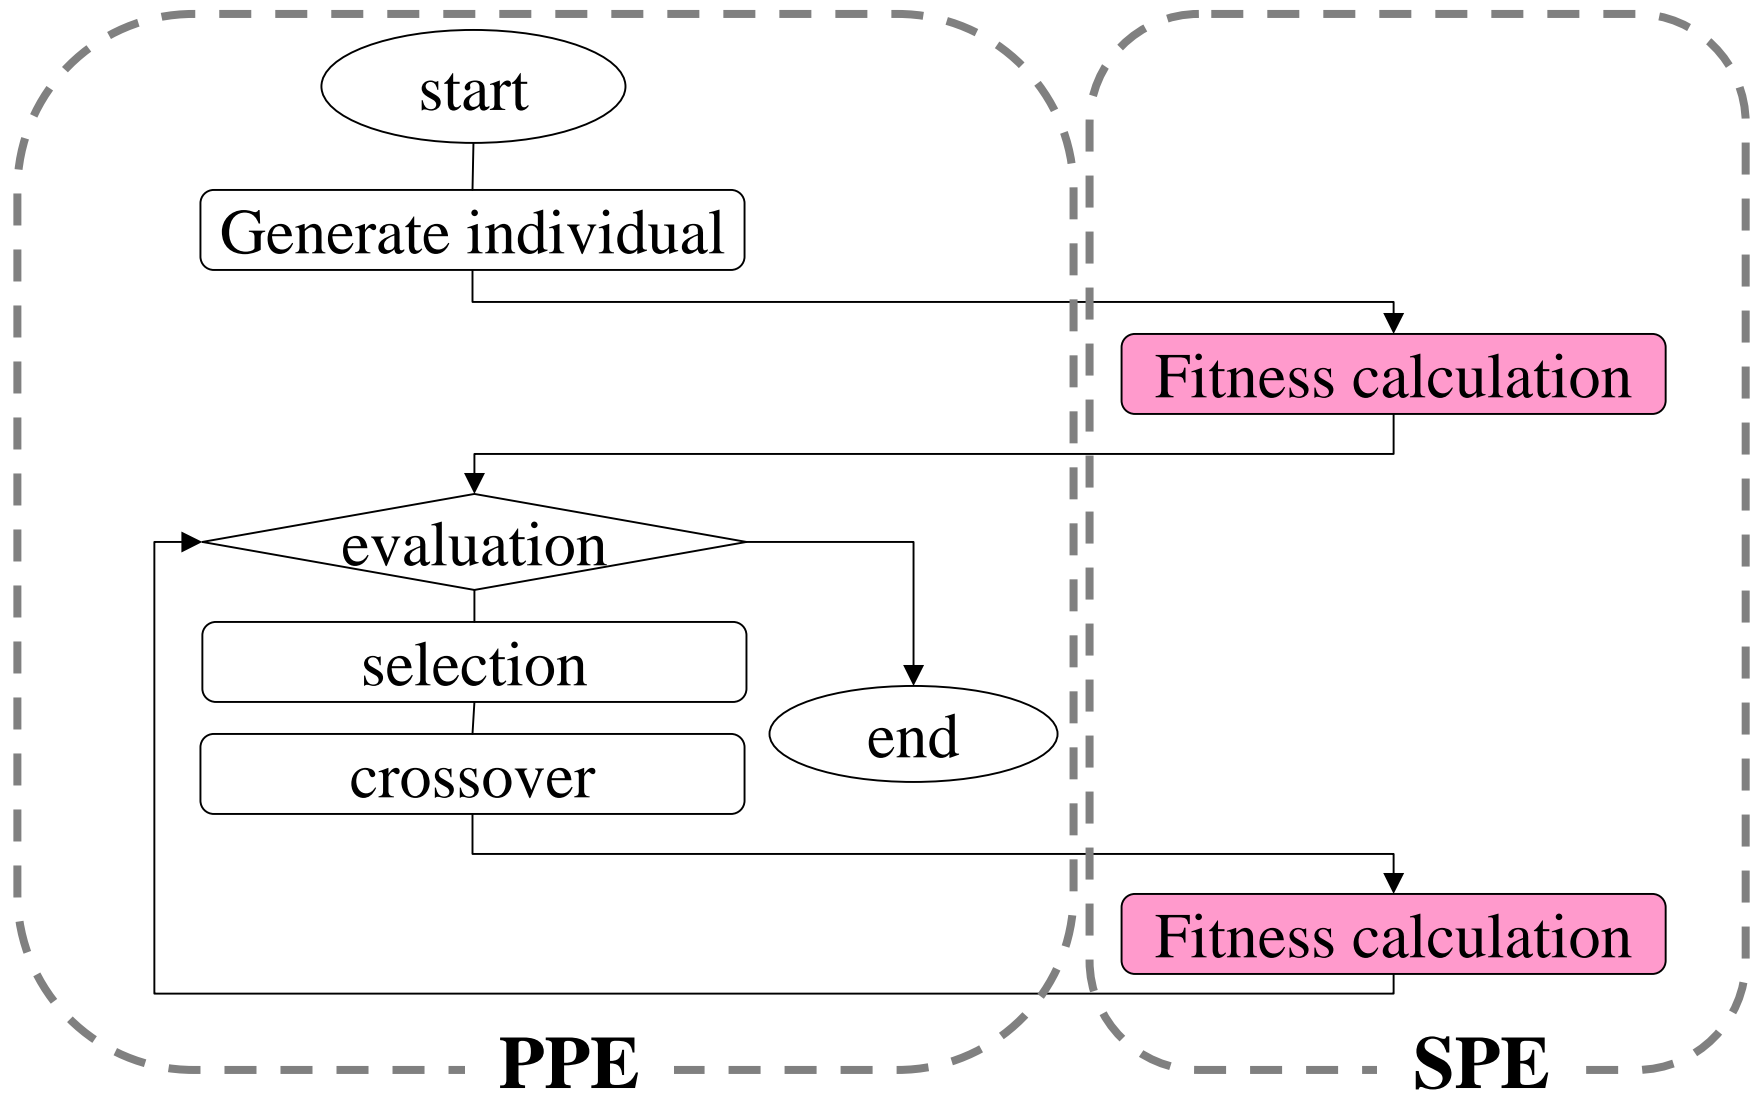 start
Generate individual
Fitness calculation
evaluation
selection
end
crossover
Fitness calculation
PPE
SPE